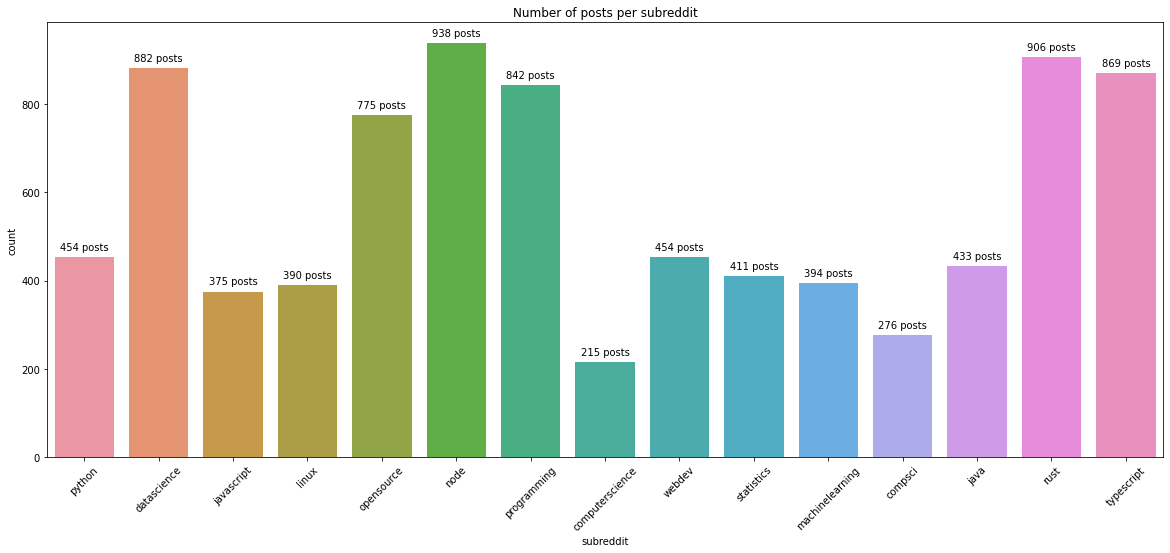 Number of posts per subreddit
938 posts
906 posts
882 posts
869 posts
842 posts
775 posts
454 posts
454 posts
433 posts
411 posts
390 posts
394 posts
375 posts
276 posts
215 posts
800
600
400
200
0
count
python
datascience
javascript
linux
opensource
node
programming
computerscience
webdev
statistics
machinelearning
compsci
java
rust
typescript
subreddit